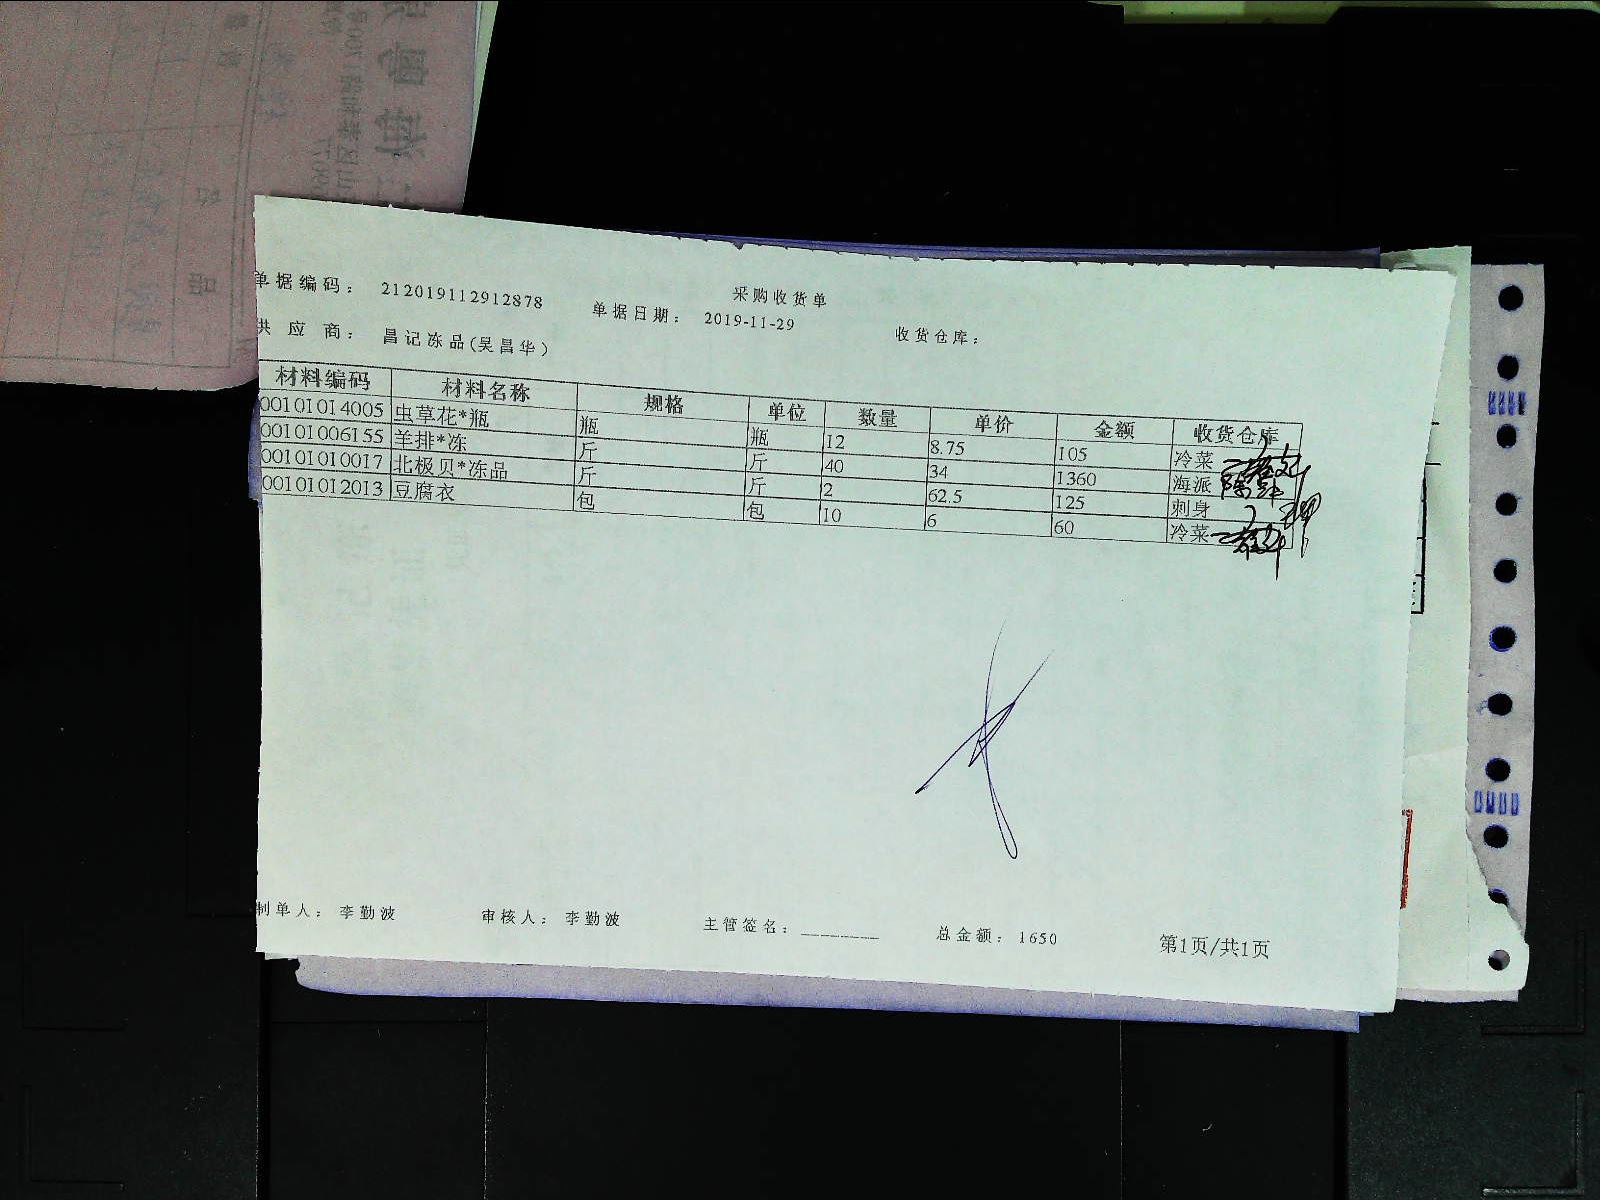 采购收货单
单据编码： 212019112912878 单据日期： 2019-11-29 收货仓库：
供应商： 昌记冻品(吴昌华)
材料编码 材料名称 规格 单位 数量 单价 金额 收货仓库
00101014005 虫草花*瓶 瓶 瓶 12 8.75 105 冷菜
00101006155 羊排*冻 斤 斤 40 34 1360 海派
00101010017 北极贝*冻品 斤 斤 2 62.5 125 刺身
00101012013 豆腐衣 包 包 10 6 60 冷菜
制单人： 李勤波 审核人： 李勤波 主管签名：________ 总金额： 1650 第1页/共1页